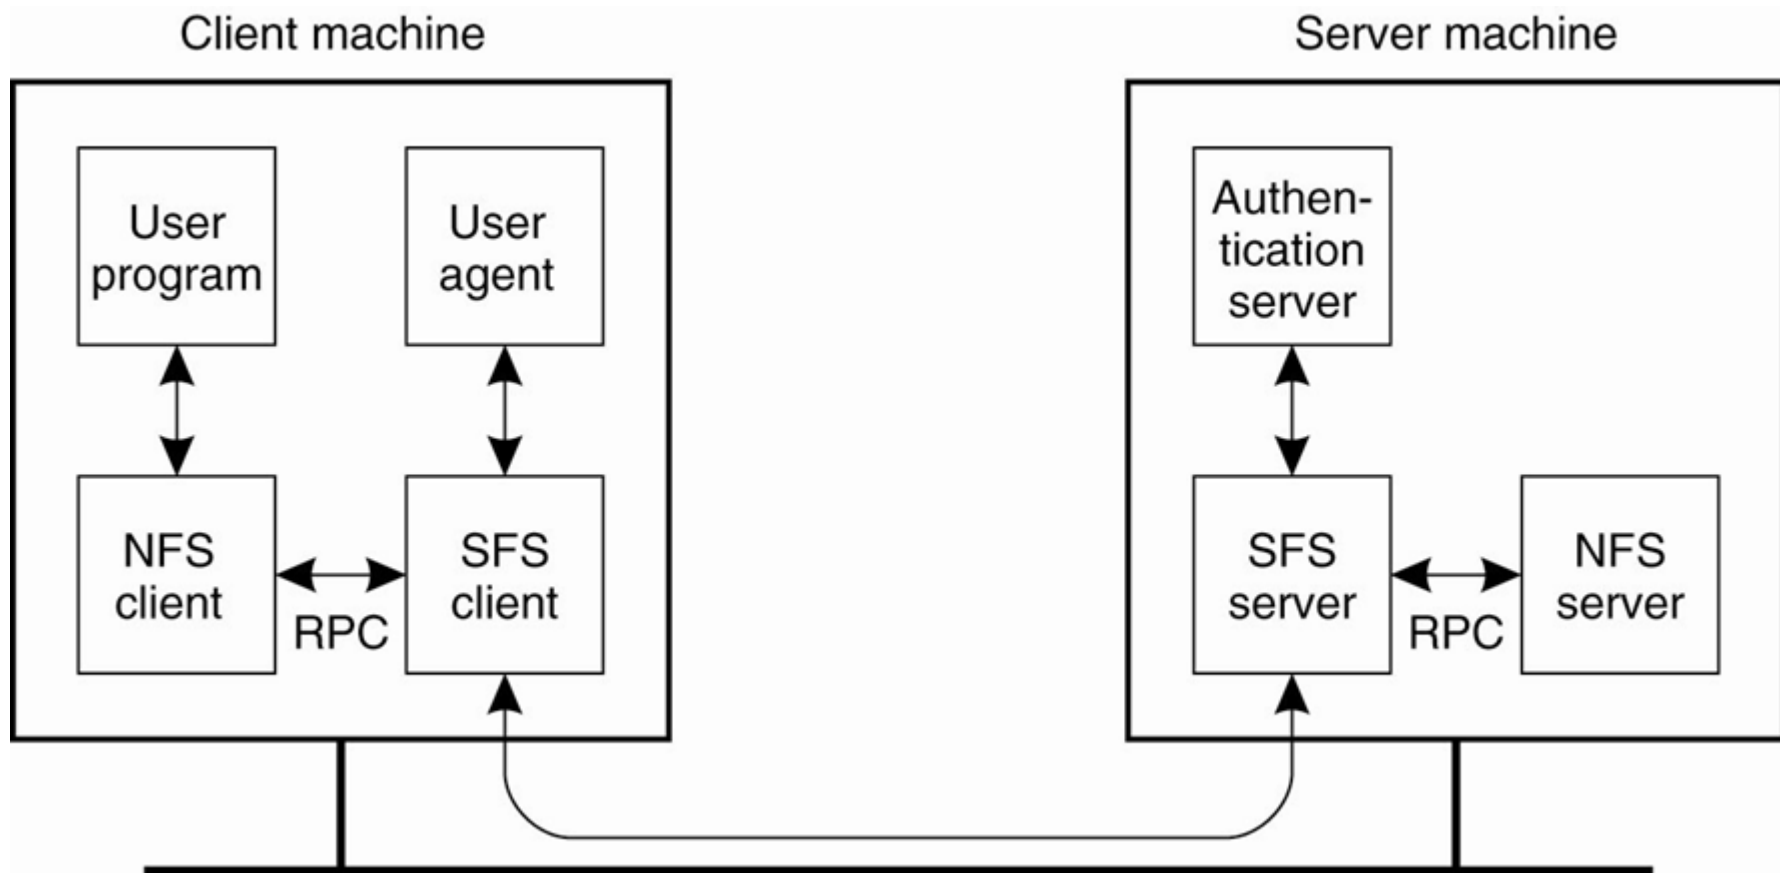 Client machine
Server machine
User
program
User
agent
Authen-
tication
server
NFS
client
RPC
SFS
client
SFS
server
RPC
NFS
server